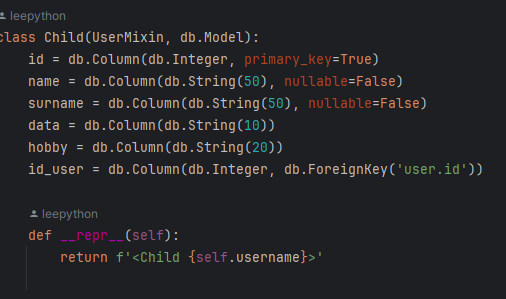 leepython
class Child(UserMixin, db.Model):
    id = db.Column(db.Integer, primary_key=True)
    name = db.Column(db.String(50), nullable=False)
    surname = db.Column(db.String(50), nullable=False)
    data = db.Column(db.String(10))
    hobby = db.Column(db.String(20))
    id_user = db.Column(db.Integer, db.ForeignKey('user.id'))
    leepython
    def __repr__(self):
        return f'<Child {self.username}>'